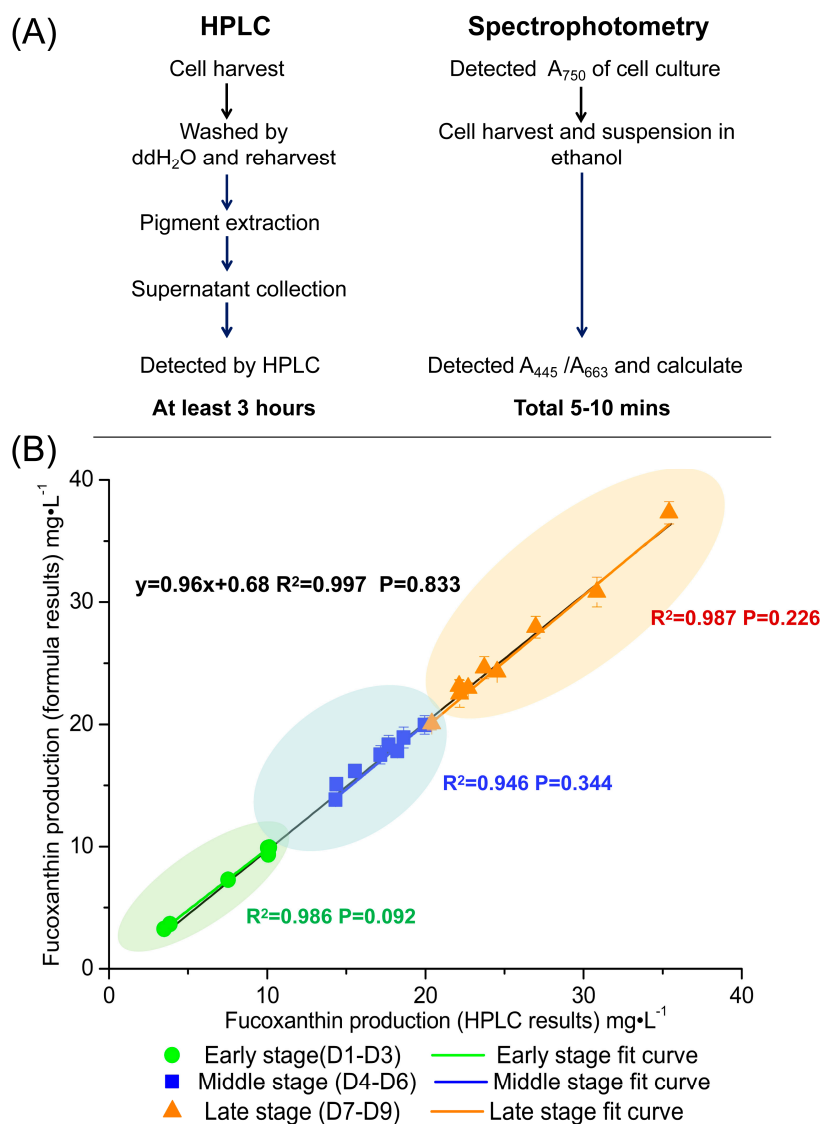 (A)
HPLC
Cell harvest
Washed by
ddH₂O and reharvest
Pigment extraction
Supernatant collection
Detected by HPLC
At least 3 hours
Spectrophotometry
Detected A₇₅₀ of cell culture
Cell harvest and suspension in
ethanol
Detected A₄₄₅ /A₆₆₃ and calculate
Total 5-10 mins
(B)
Fucoxanthin production (formula results) mg•L⁻¹
40
30
20
10
0
y=0.96x+0.68 R²=0.997 P=0.833
R²=0.987 P=0.226
R²=0.946 P=0.344
R²=0.986 P=0.092
0 10 20 30 40
Fucoxanthin production (HPLC results) mg•L⁻¹
Early stage(D1-D3) Early stage fit curve
Middle stage (D4-D6) Middle stage fit curve
Late stage (D7-D9) Late stage fit curve